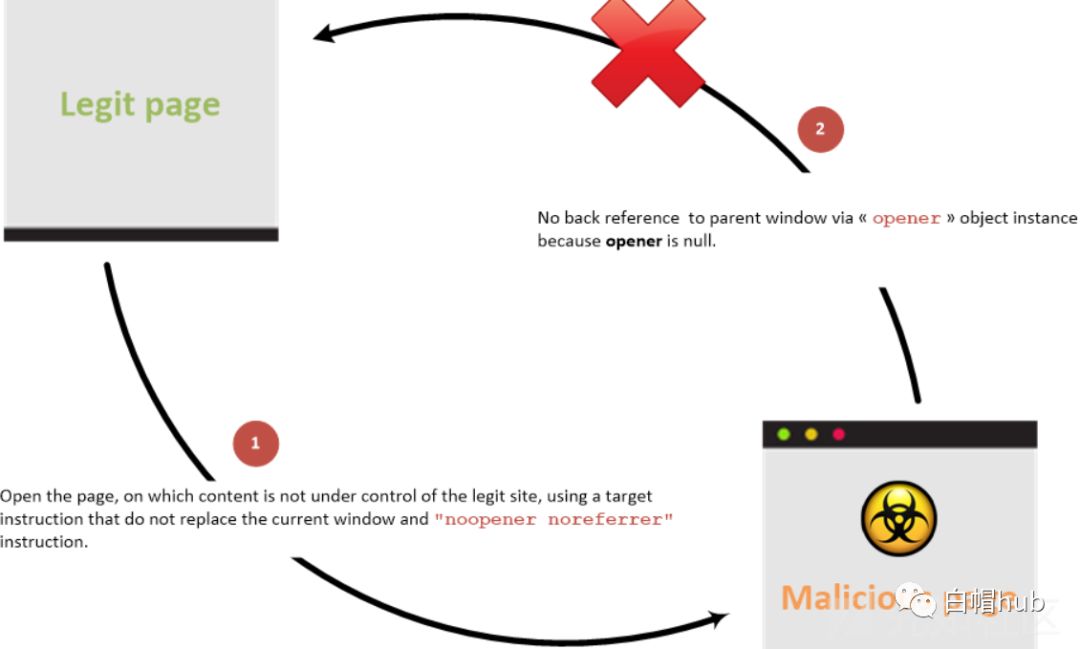 Legit page
2
No back reference to parent window via « opener » object instance
because opener is null.
1
Open the page, on which content is not under control of the legit site, using a target
instruction that do not replace the current window and "noopener noreferrer"
instruction.
Malicious page
白帽hub